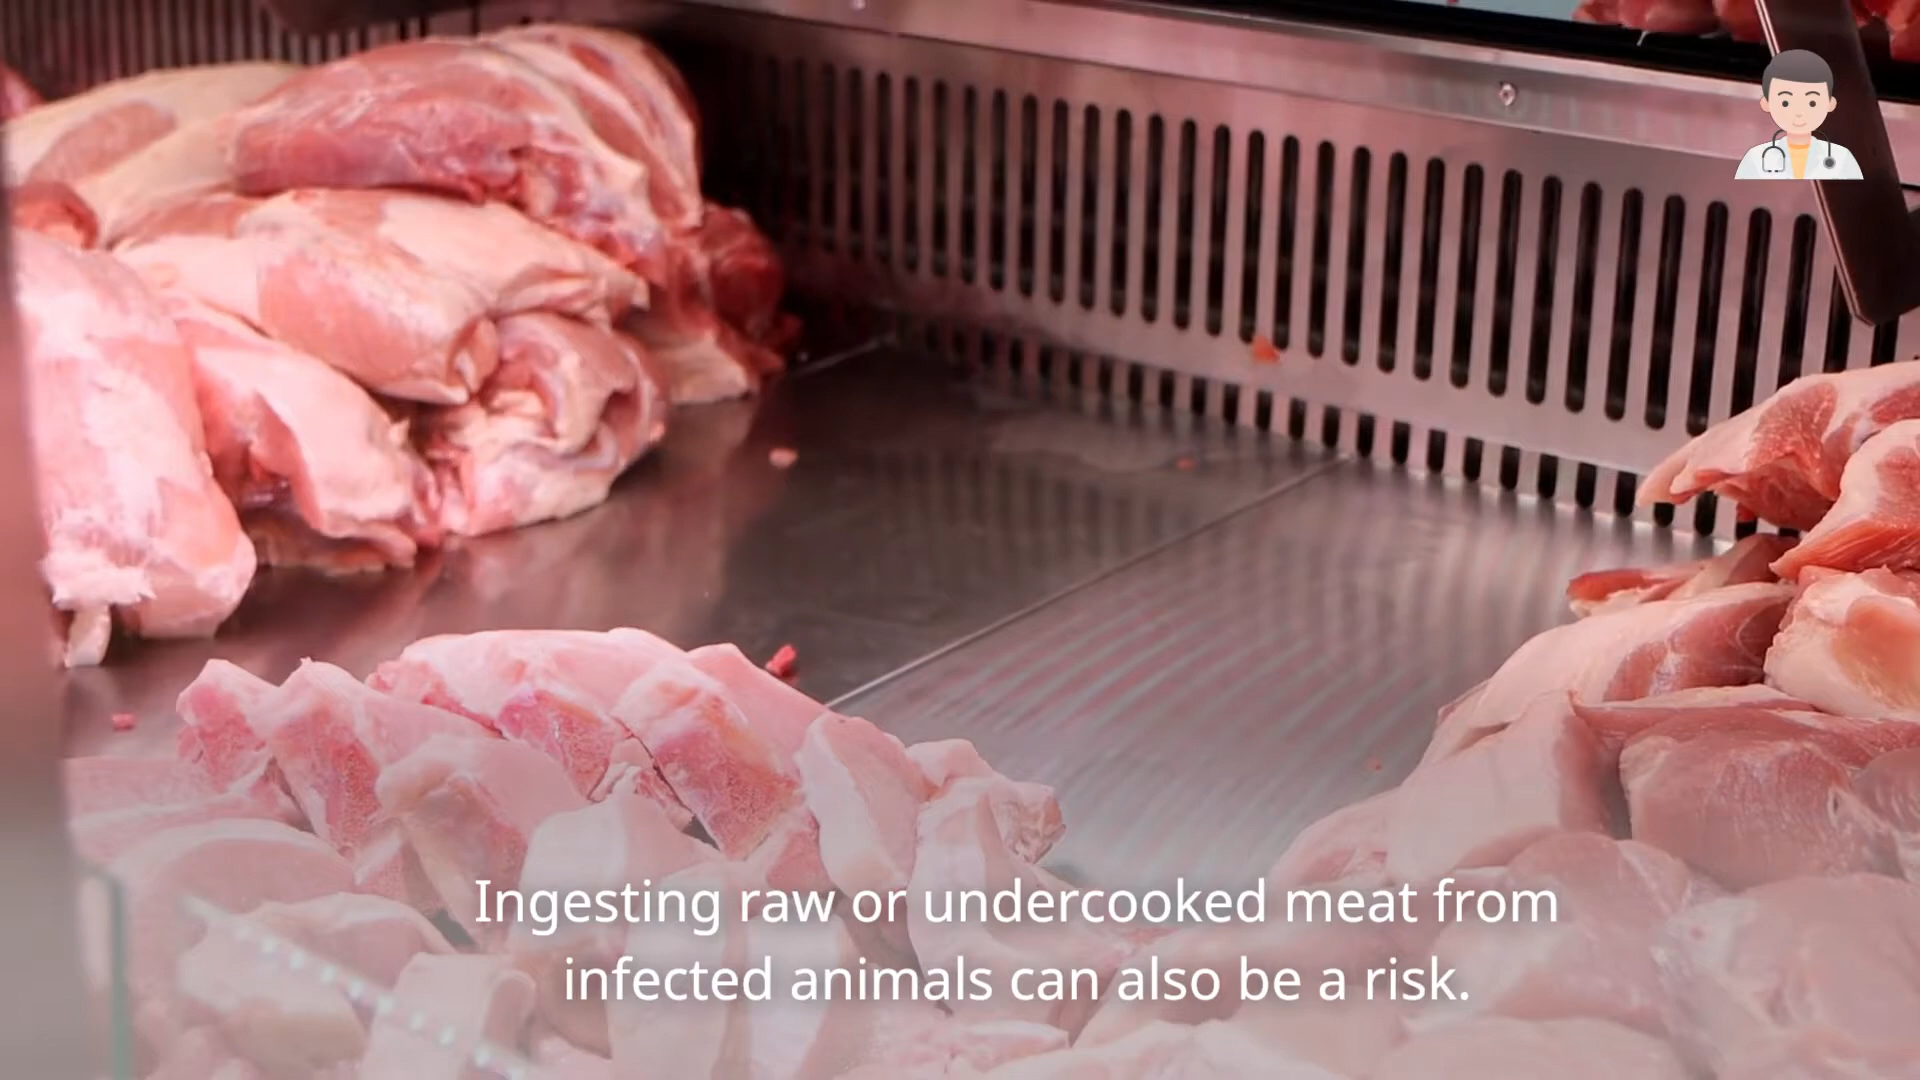 Ingesting raw or undercooked meat from
infected animals can also be a risk.